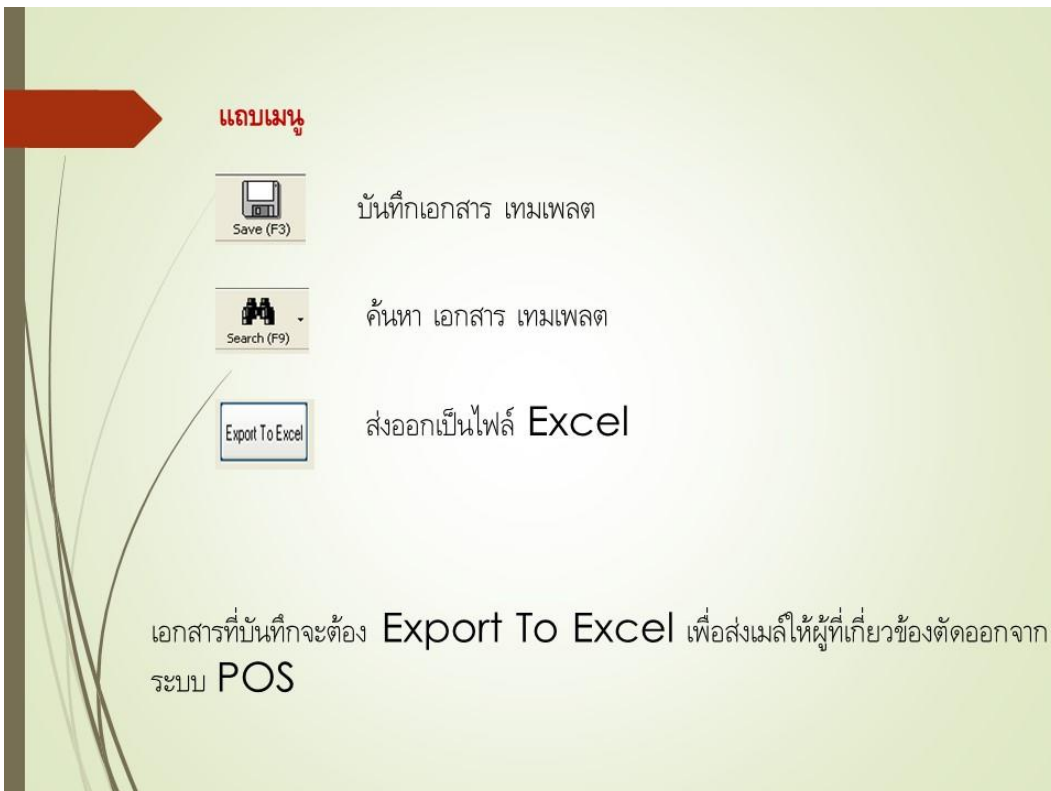 แถบเมนู
Save (F3)
บันทึกเอกสาร เทมเพลต
Search (F9)
ค้นหา เอกสาร เทมเพลต
Export To Excel
ส่งออกเป็นไฟล์ Excel
เอกสารที่บันทึกจะต้อง Export To Excel เพื่อส่งเมล์ให้ผู้ที่เกี่ยวข้องตัดออกจาก
ระบบ POS